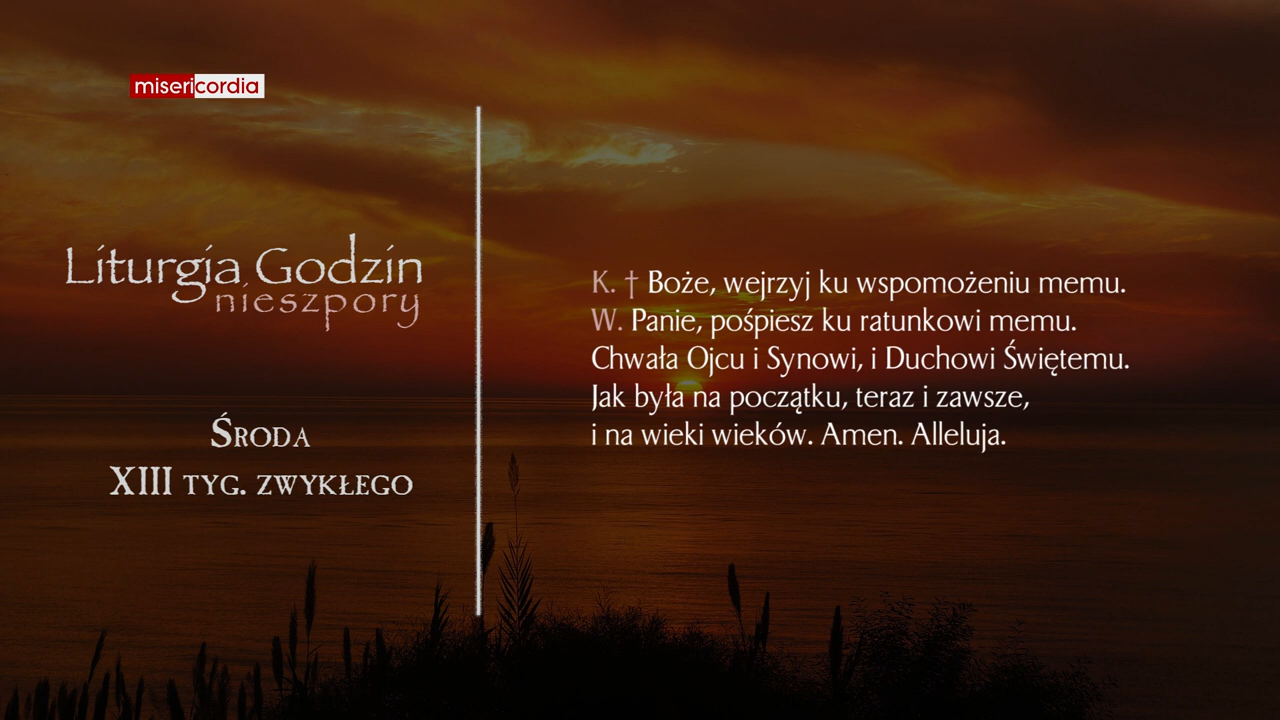 misericordia
Liturgia Godzin
nieszpory
Środa
XIII tyg. zwykłego
K. † Boże, wejrzyj ku wspomożeniu memu.
W. Panie, pośpiesz ku ratunkowi memu.
Chwała Ojcu i Synowi, i Duchowi Świętemu.
Jak była na początku, teraz i zawsze,
i na wieki wieków. Amen. Alleluja.